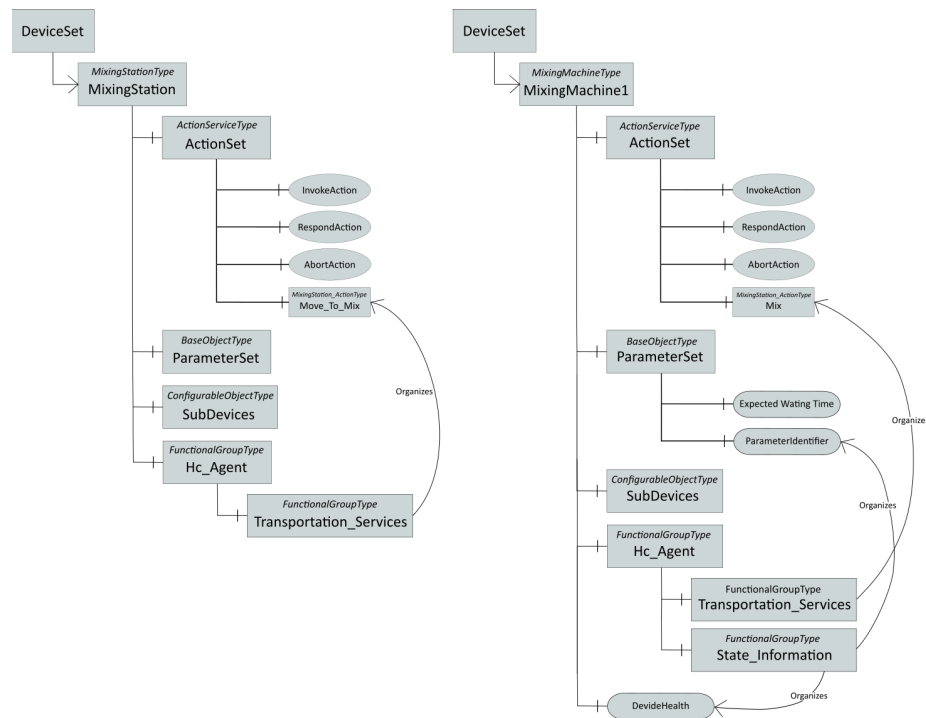 DeviceSet
MixingStationType
MixingStation
ActionServiceType
ActionSet
InvokeAction
RespondAction
AbortAction
MixingStation_ActionType
Move_To_Mix
BaseObjectType
ParameterSet
Organizes
ConfigurableObjectType
SubDevices
FunctionalGroupType
Hc_Agent
FunctionalGroupType
Transportation_Services
DeviceSet
MixingMachineType
MixingMachine1
ActionServiceType
ActionSet
InvokeAction
RespondAction
AbortAction
MixingStation_ActionType
Mix
BaseObjectType
ParameterSet
Expected Wating Time
Organize
ParameterIdentifier
ConfigurableObjectType
SubDevices
Organizes
FunctionalGroupType
Hc_Agent
FunctionalGroupType
Transportation_Services
FunctionalGroupType
State_Information
Organizes
DevideHealth